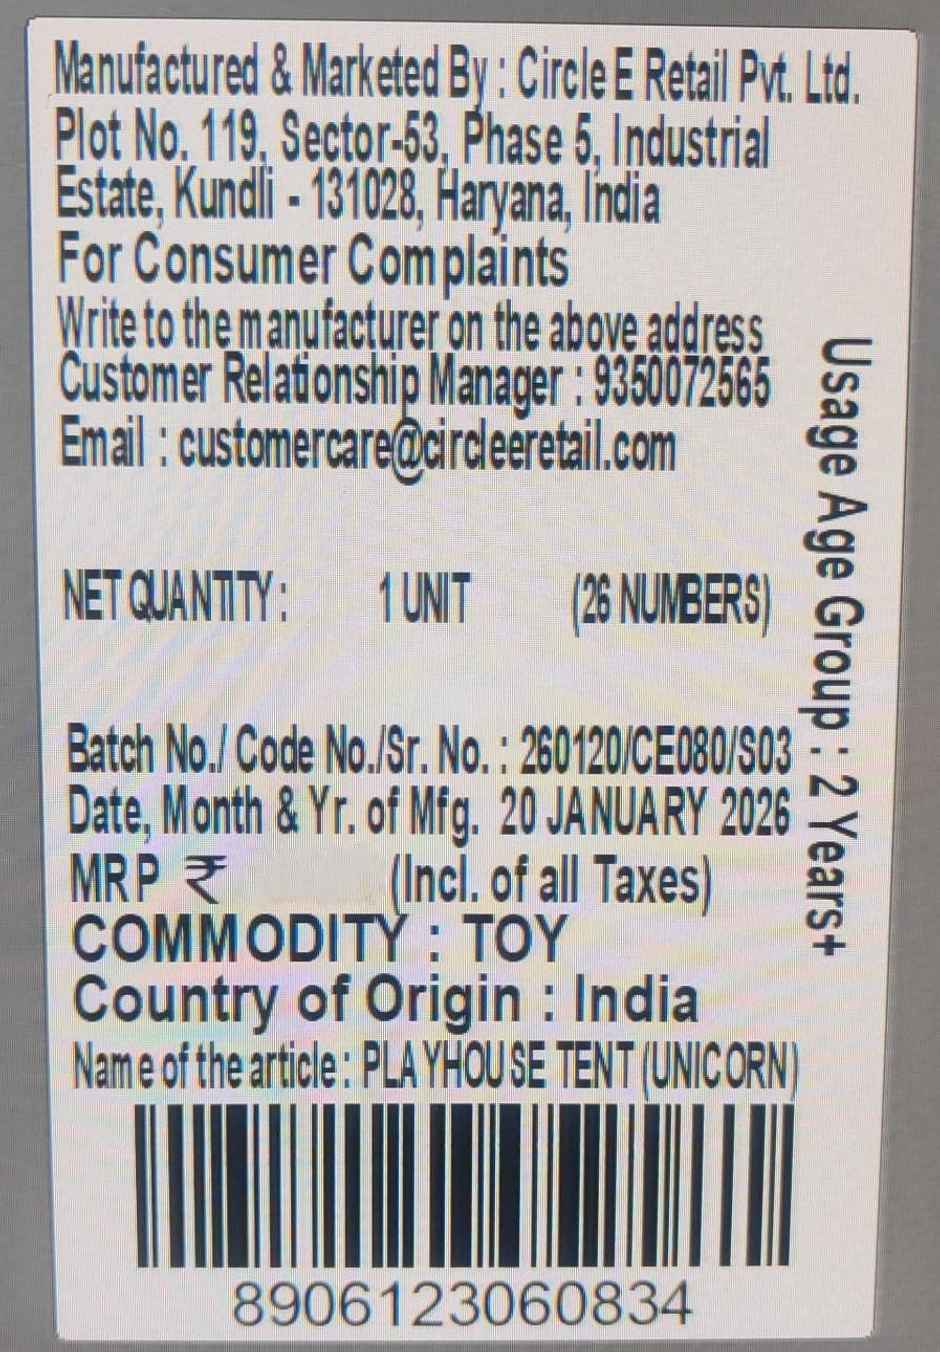 Manufactured & Marketed By : Circle E Retail Pvt. Ltd.
Plot No. 119, Sector-53, Phase 5, Industrial
Estate, Kundli - 131028, Haryana, India
For Consumer Complaints
Write to the manufacturer on the above address
Customer Relationship Manager : 9350072565
Email : customercare@circleeretail.com
NET QUANTITY : 1 UNIT (26 NUMBERS)
Batch No./ Code No./Sr. No. : 260120/CE080/S03
Date, Month & Yr. of Mfg. 20 JANUARY 2026
MRP ₹ (Incl. of all Taxes)
COMMODITY : TOY
Country of Origin : India
Name of the article : PLAYHOUSE TENT (UNICORN)
8906123060834
Usage Age Group : 2 Years+